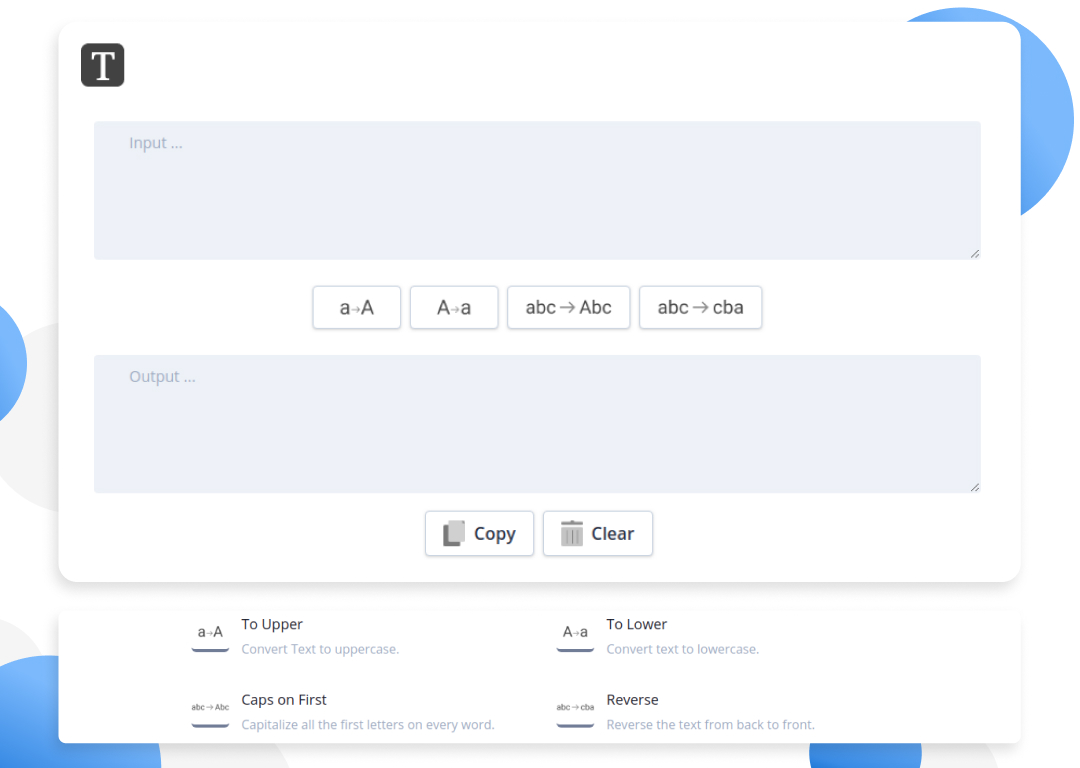 T
Input ...
a→A A→a abc→Abc abc→cba
Output ...
Copy Clear
a→A To Upper
Convert Text to uppercase.
A→a To Lower
Convert text to lowercase.
abc→Abc Caps on First
Capitalize all the first letters on every word.
abc→cba Reverse
Reverse the text from back to front.